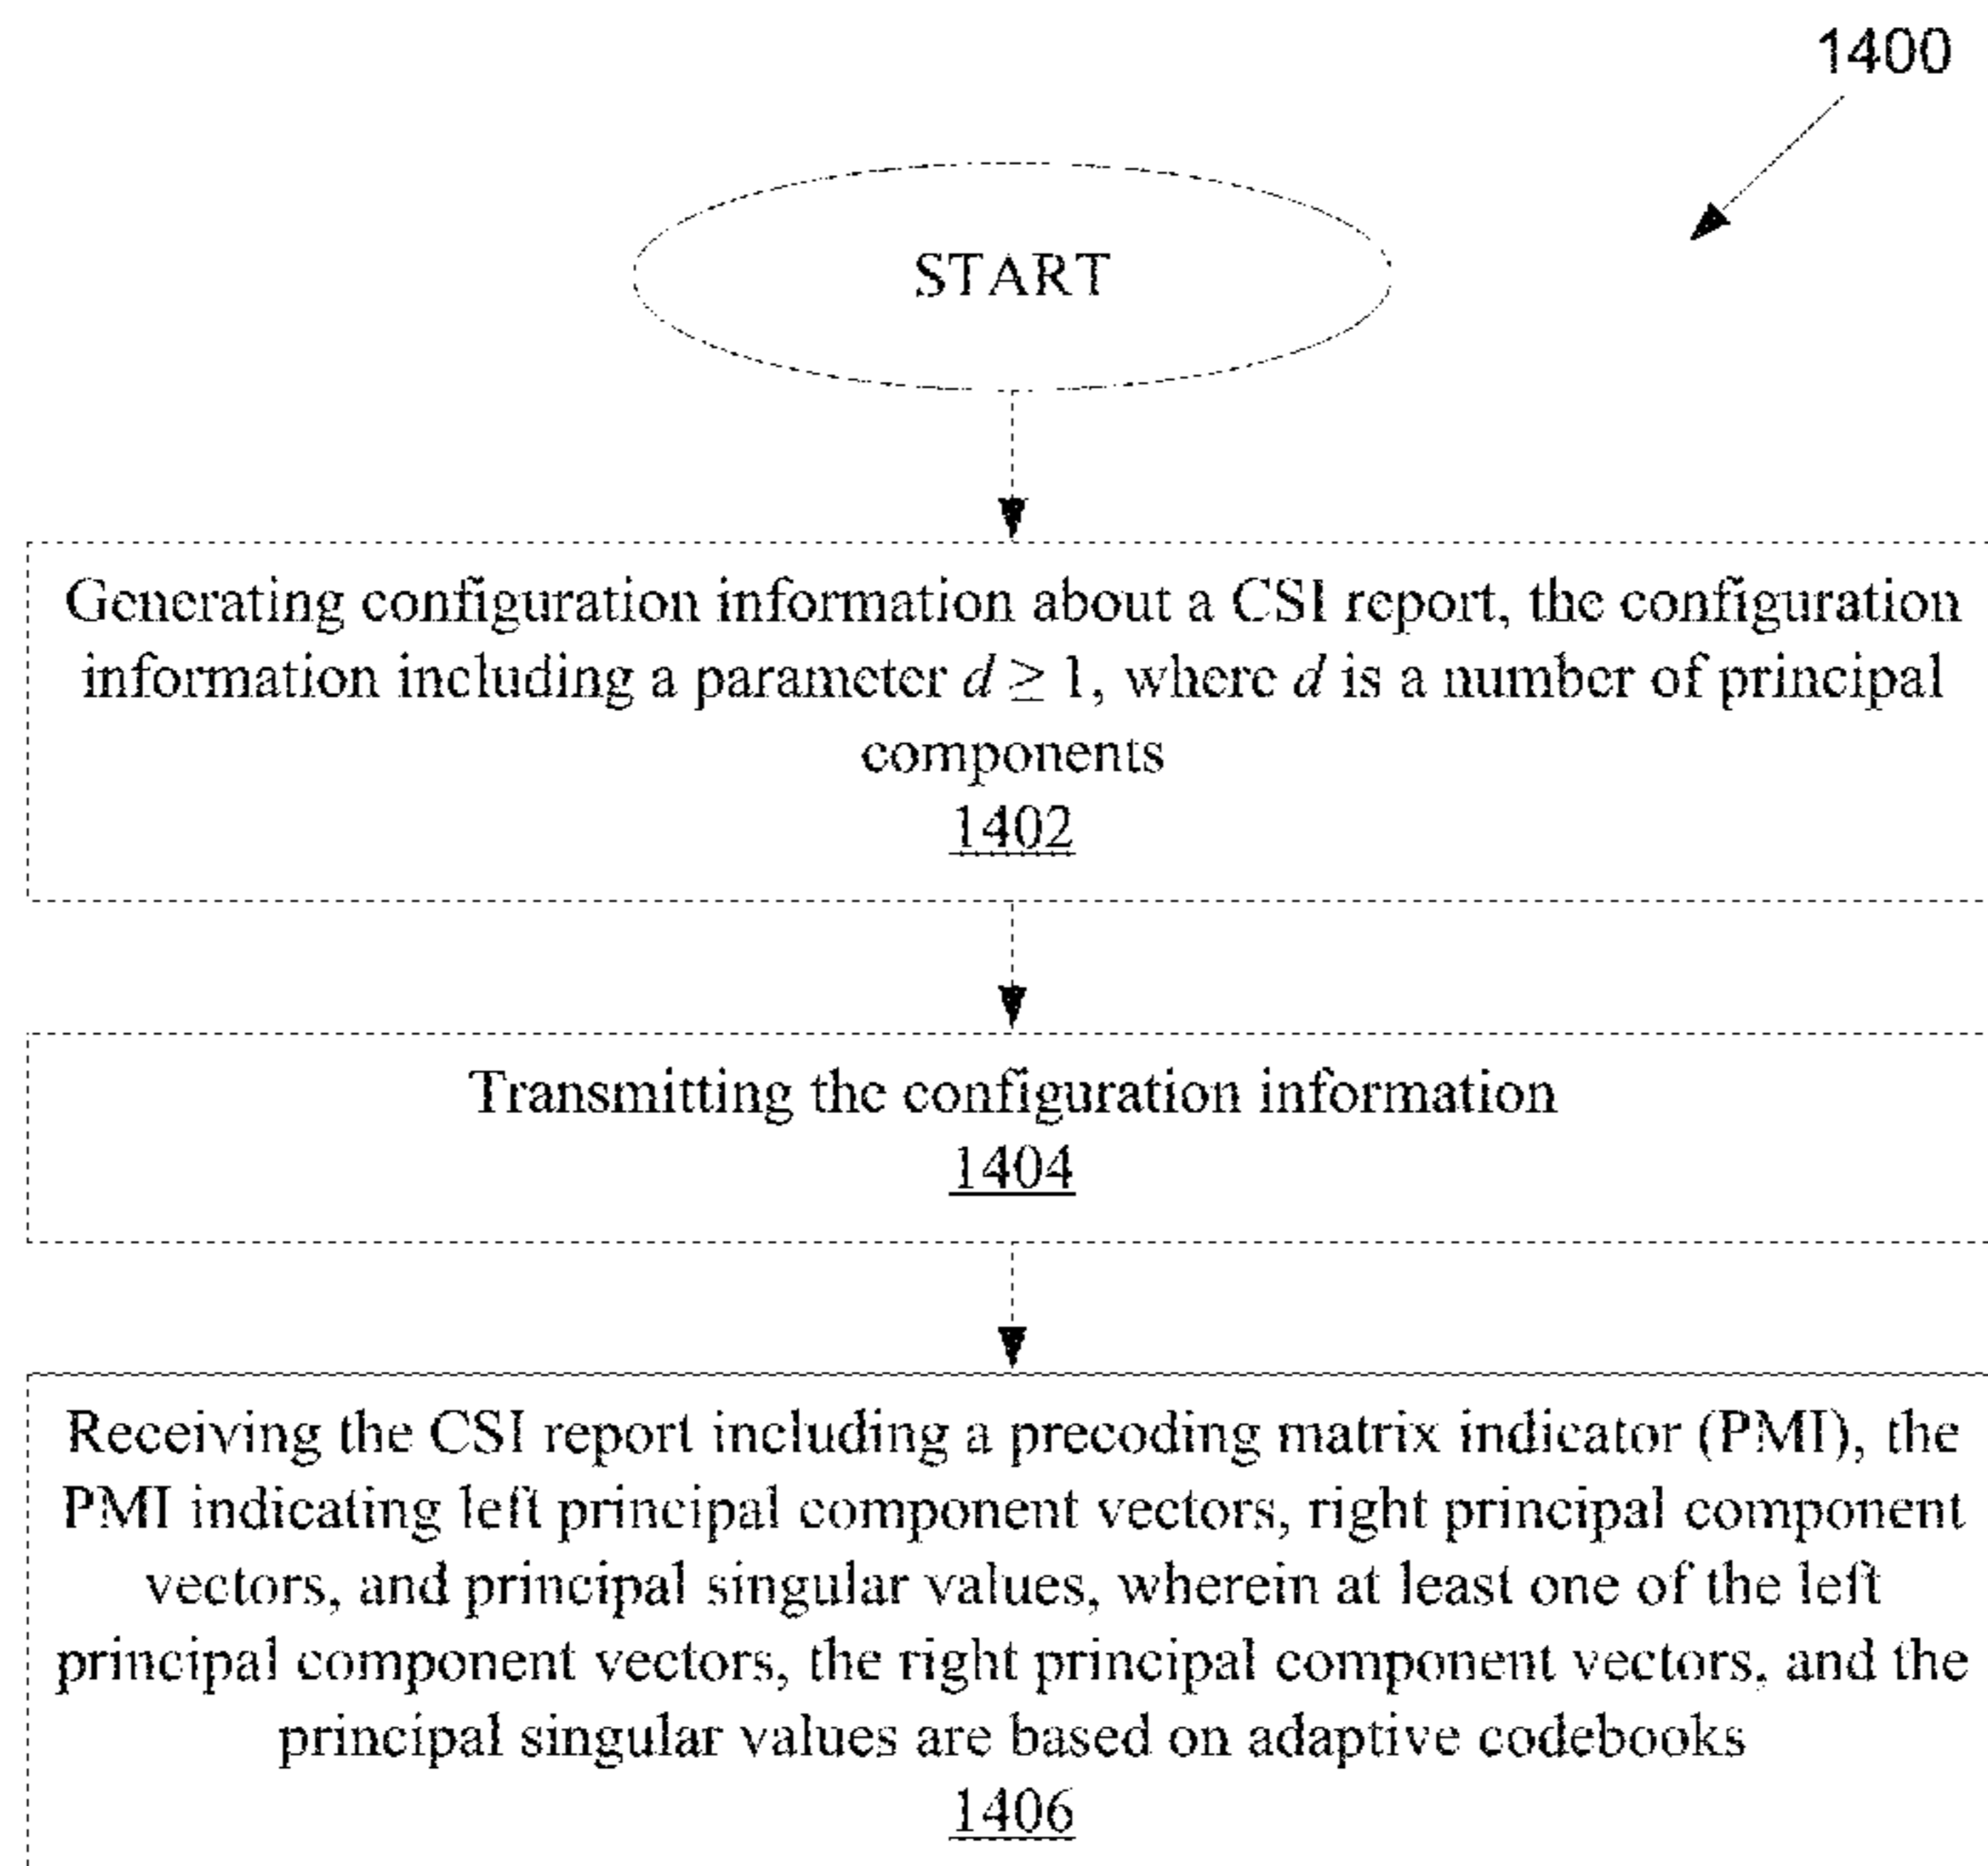 1400
START
Generating configuration information about a CSI report, the configuration
information including a parameter d ≥ 1, where d is a number of principal
components
1402
Transmitting the configuration information
1404
Receiving the CSI report including a precoding matrix indicator (PMI), the
PMI indicating left principal component vectors, right principal component
vectors, and principal singular values, wherein at least one of the left
principal component vectors, the right principal component vectors, and the
principal singular values are based on adaptive codebooks
1406